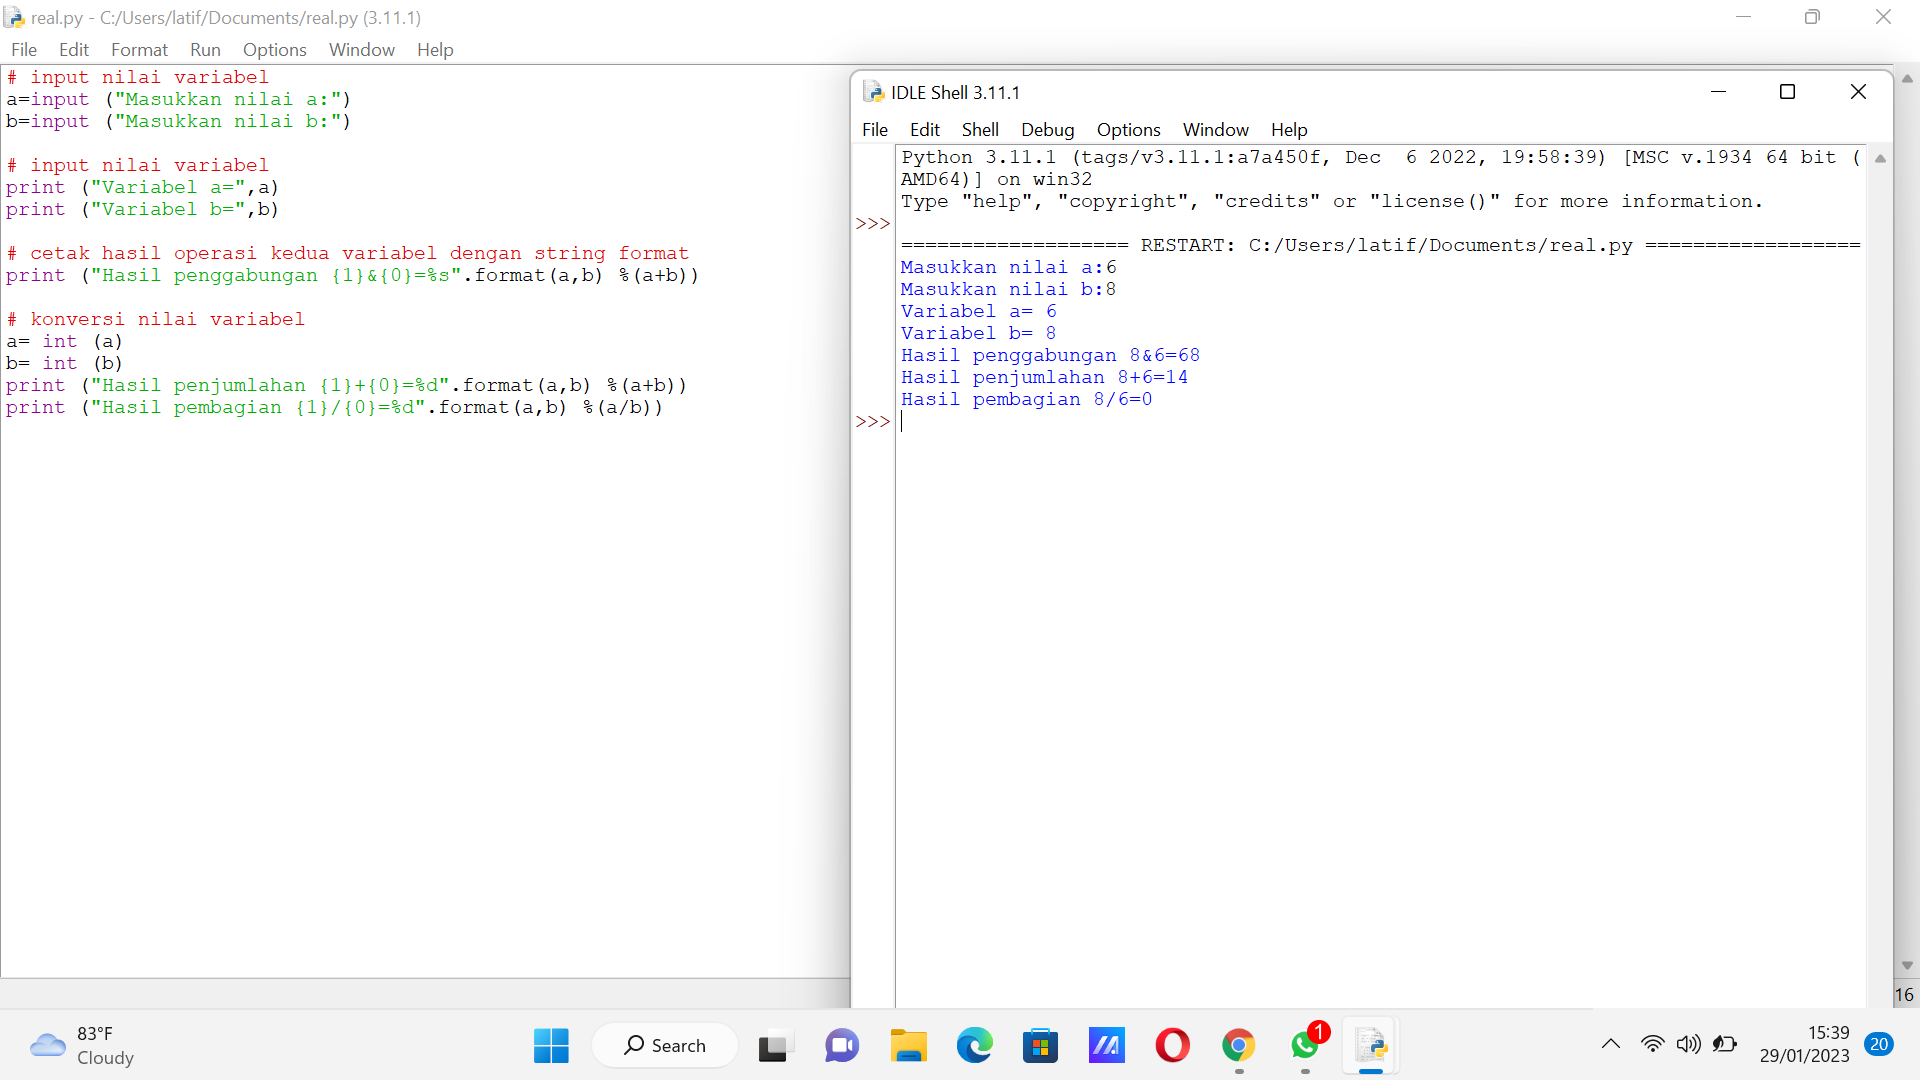 real.py - C:/Users/latif/Documents/real.py (3.11.1)
File Edit Format Run Options Window Help
# input nilai variabel
a=input ("Masukkan nilai a:")
b=input ("Masukkan nilai b:")
# input nilai variabel
print ("Variabel a=",a)
print ("Variabel b=",b)
# cetak hasil operasi kedua variabel dengan string format
print ("Hasil penggabungan {1}&{0}=%s".format(a,b) %(a+b))
# konversi nilai variabel
a= int (a)
b= int (b)
print ("Hasil penjumlahan {1}+{0}=%d".format(a,b) %(a+b))
print ("Hasil pembagian {1}/{0}=%d".format(a,b) %(a/b))
IDLE Shell 3.11.1
File Edit Shell Debug Options Window Help
Python 3.11.1 (tags/v3.11.1:a7a450f, Dec  6 2022, 19:58:39) [MSC v.1934 64 bit (
AMD64)] on win32
Type "help", "copyright", "credits" or "license()" for more information.
>>>
=================== RESTART: C:/Users/latif/Documents/real.py ==================
Masukkan nilai a:6
Masukkan nilai b:8
Variabel a= 6
Variabel b= 8
Hasil penggabungan 8&6=68
Hasil penjumlahan 8+6=14
Hasil pembagian 8/6=0
>>>
16
83°F
Cloudy
Search
1
15:39
29/01/2023
20